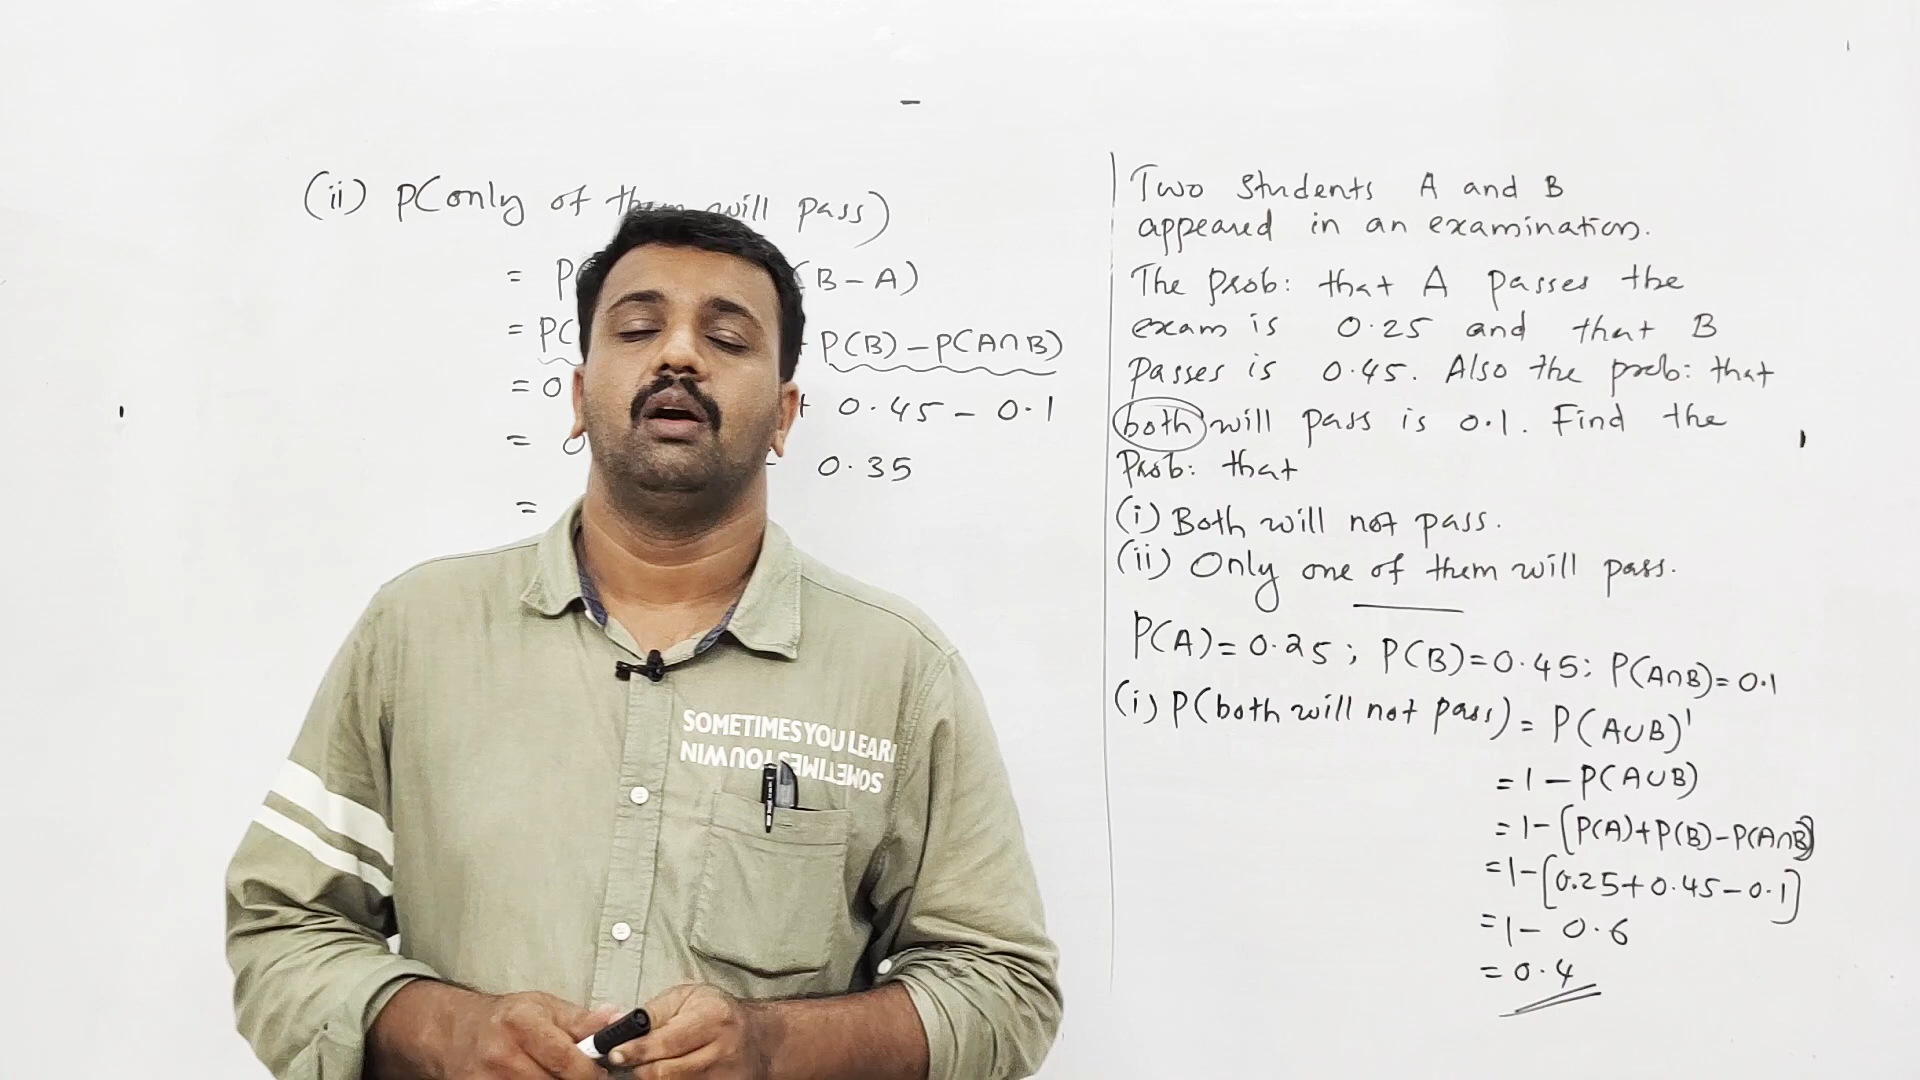 (ii) P(only of them will pass)
= P( (B-A)
= P( P(B)-P(A∩B)
= 0 + 0.45 - 0.1
= 0 0.35
=
Two Students A and B
appeared in an examination.
The prob: that A passes the
exam is 0.25 and that B
passes is 0.45. Also the prob: that
both will pass is 0.1. Find the
Prob: that
(i) Both will not pass.
(ii) Only one of them will pass.
P(A)=0.25; P(B)=0.45; P(A∩B)=0.1
(i) P(both will not pass) = P(A∪B)'
= 1 - P(A∪B)
= 1-[P(A)+P(B)-P(A∩B)]
= 1-[0.25+0.45-0.1]
= 1- 0.6
= 0.4
SOMETIMES YOU LEARN
SOMETIMES YOU WIN